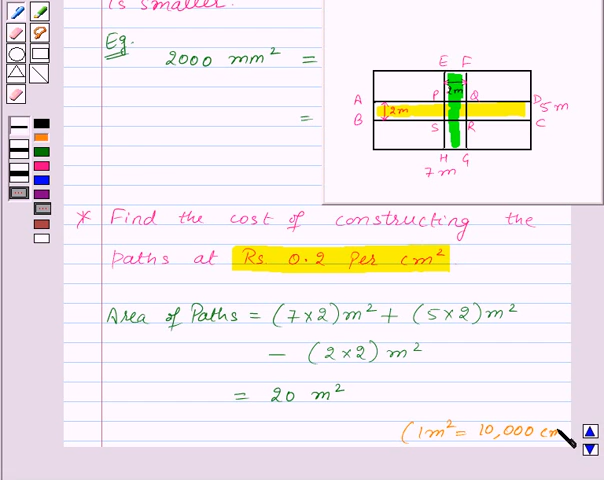 is smaller.
Eg.
2000 mm² =
=
E F
2m
A P Q D
2m 5m
B S R C
H G
7m
* Find the cost of constructing the
paths at Rs. 0.2 per cm²
Area of Paths = (7×2)m² + (5×2)m²
- (2×2)m²
= 20 m²
(1m² = 10,000 cm